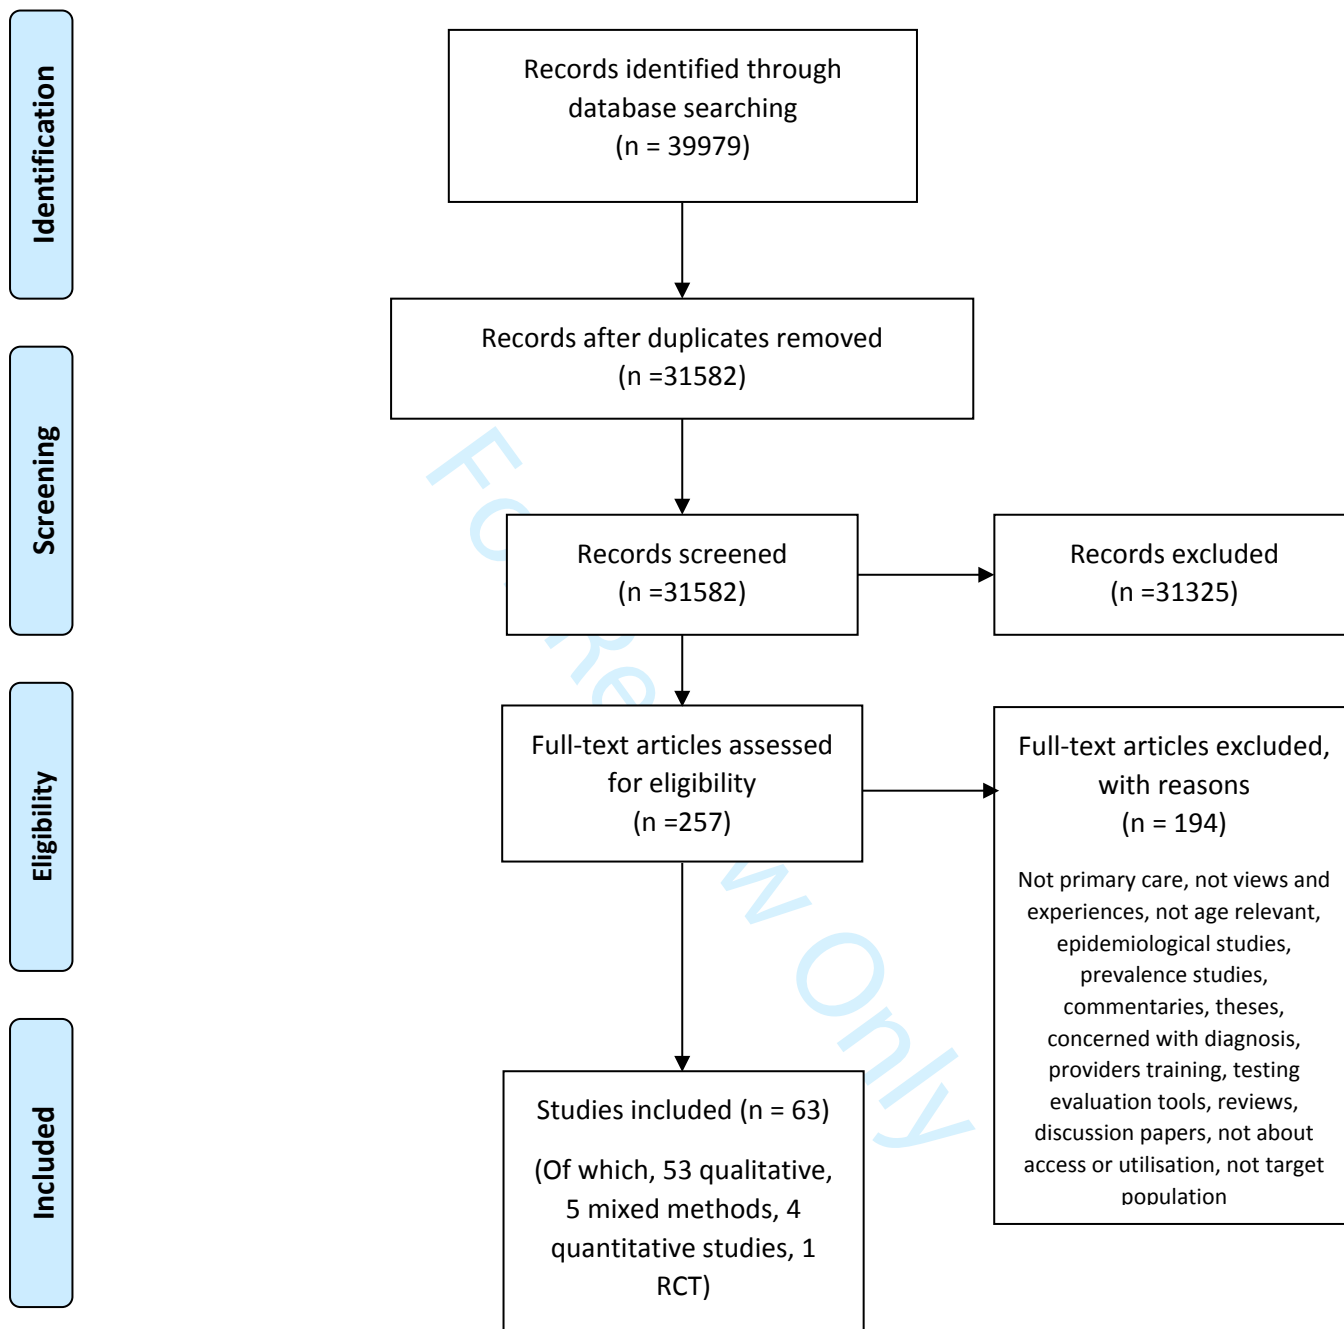 Identification
Records identified through
database searching
(n = 39979)
Records after duplicates removed
(n =31582)
Screening
Records screened
(n =31582)
Records excluded
(n =31325)
Eligibility
Full-text articles assessed
for eligibility
(n =257)
Full-text articles excluded,
with reasons
(n = 194)
Not primary care, not views and
experiences, not age relevant,
epidemiological studies,
prevalence studies,
commentaries, theses,
concerned with diagnosis,
providers training, testing
evaluation tools, reviews,
discussion papers, not about
access or utilisation, not target
population
Included
Studies included (n = 63)
(Of which, 53 qualitative,
5 mixed methods, 4
quantitative studies, 1
RCT)
For Review Only